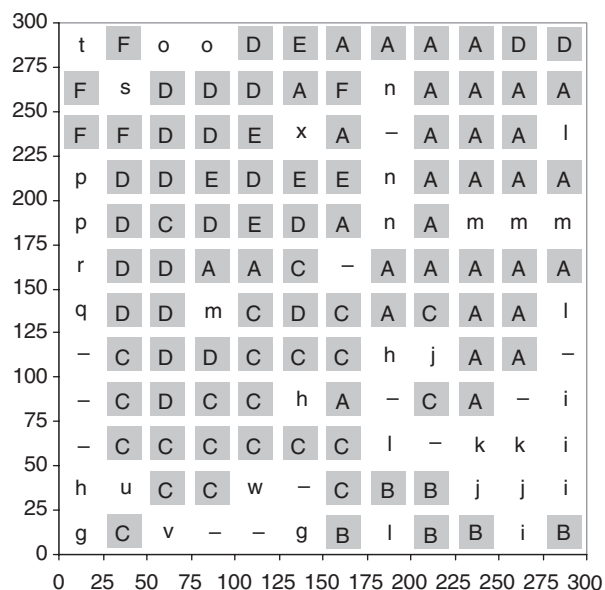 300
t F o o D E A A A A D D
275
F s D D D A F n A A A A
250
F F D D E x A – A A A l
225
p D D E D E E n A A A A
200
p D C D E D A n A m m m
175
r D D A A C – A A A A A
150
q D D m C D C A C A A l
125
– C D D C C C h j A A –
100
– C D C C h A – C A – i
75
– C C C C C C l – k k i
50
h u C C w – C B B j j i
25
g C v – – g B l B B i B
0
0 25 50 75 100 125 150 175 200 225 250 275 300